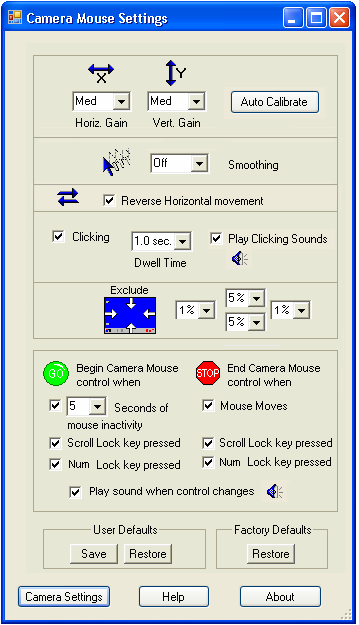 Camera Mouse Settings
X Y
Med Med Auto Calibrate
Horiz. Gain Vert. Gain
Off Smoothing
Reverse Horizontal movement
Clicking 1.0 sec. Play Clicking Sounds
Dwell Time
Exclude
1% 5% 1%
5%
GO Begin Camera Mouse
control when
STOP End Camera Mouse
control when
5 Seconds of
mouse inactivity
Mouse Moves
Scroll Lock key pressed Scroll Lock key pressed
Num Lock key pressed Num Lock key pressed
Play sound when control changes
User Defaults Factory Defaults
Save Restore Restore
Camera Settings Help About